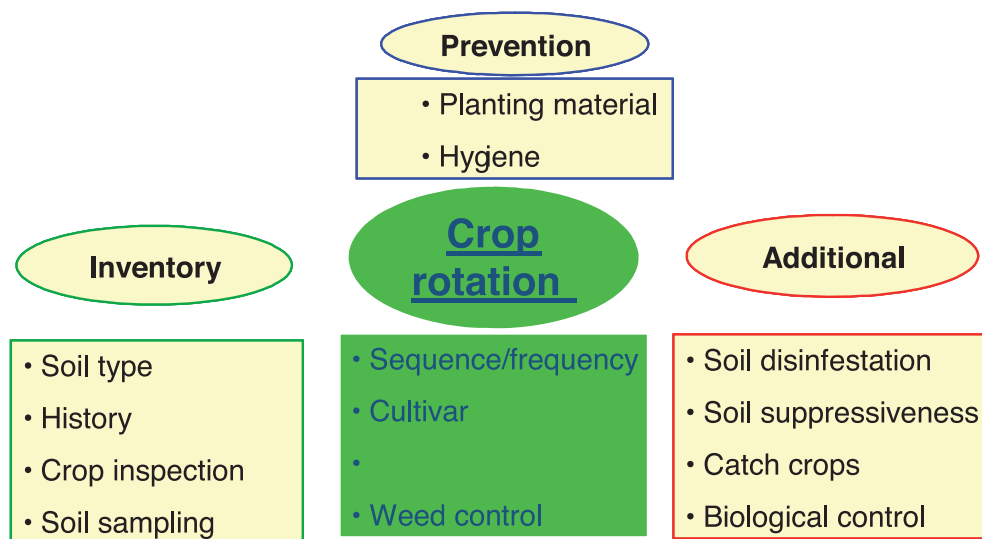 Prevention
• Planting material
• Hygiene
Crop
rotation
Inventory
Additional
• Soil type
• History
• Crop inspection
• Soil sampling
• Sequence/frequency
• Cultivar
•
• Weed control
• Soil disinfestation
• Soil suppressiveness
• Catch crops
• Biological control